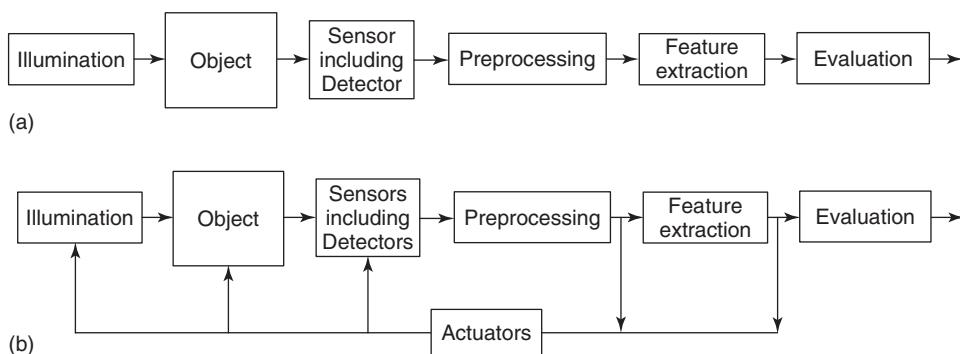 Illumination
Object
Sensor
including
Detector
Preprocessing
Feature
extraction
Evaluation
(a)
Illumination
Object
Sensors
including
Detectors
Preprocessing
Feature
extraction
Evaluation
Actuators
(b)